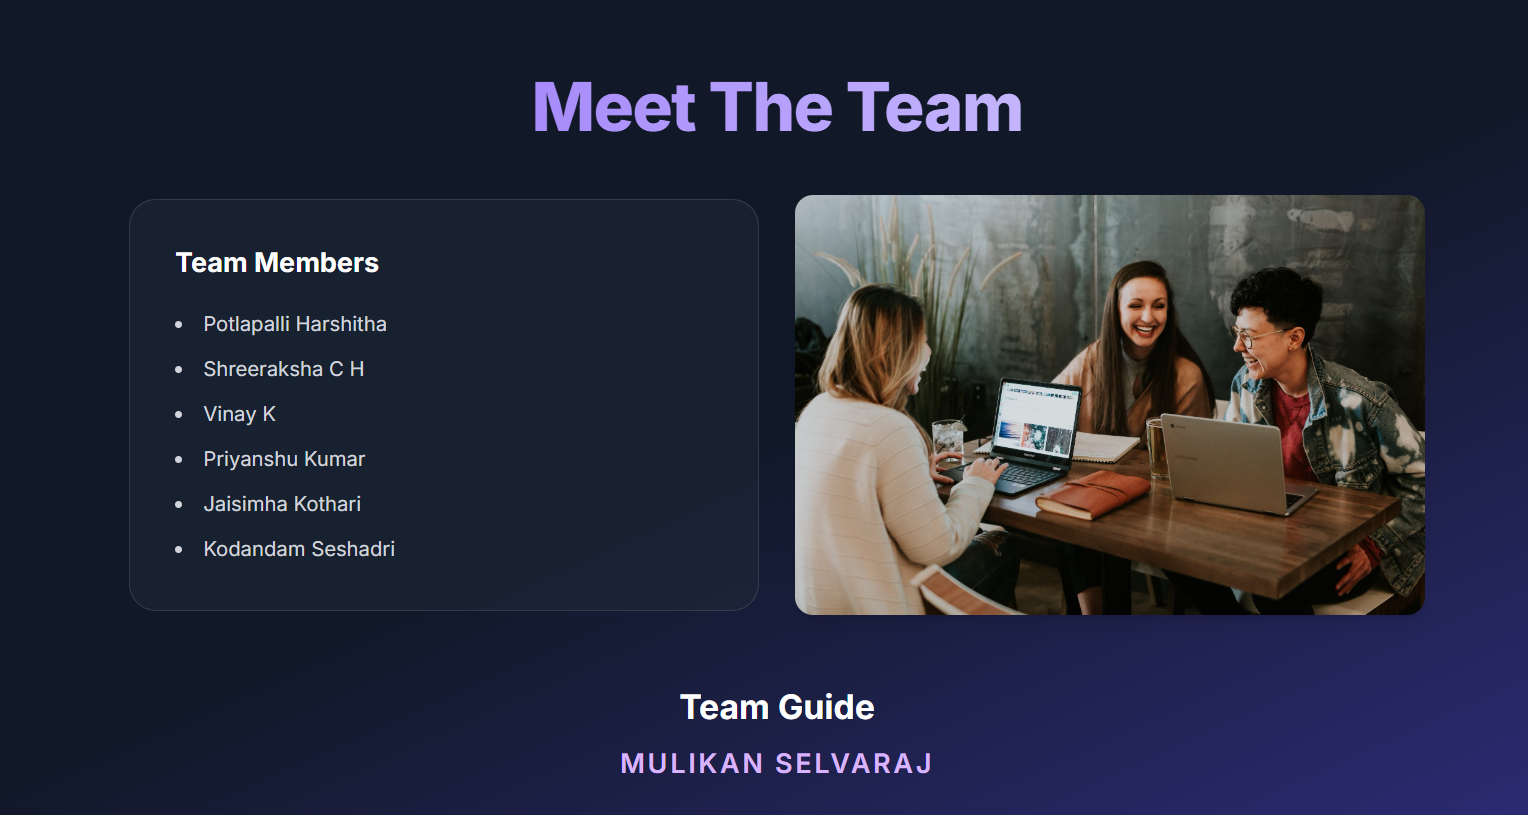 Meet The Team
Team Members
Potlapalli Harshitha
Shreeraksha C H
Vinay K
Priyanshu Kumar
Jaisimha Kothari
Kodandam Seshadri
Team Guide
MULIKAN SELVARAJ